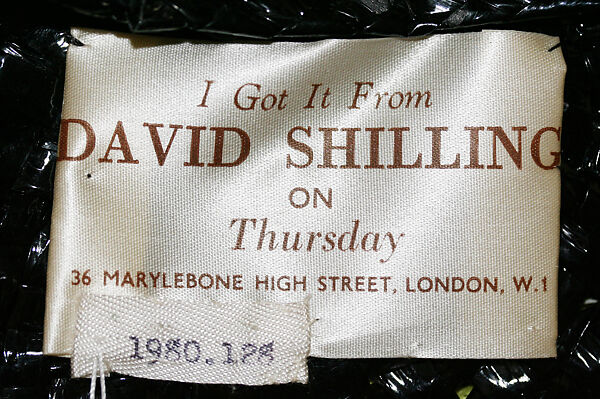 I Got It From
DAVID SHILLING
ON
Thursday
36 MARYLEBONE HIGH STREET, LONDON, W.1
1980.128